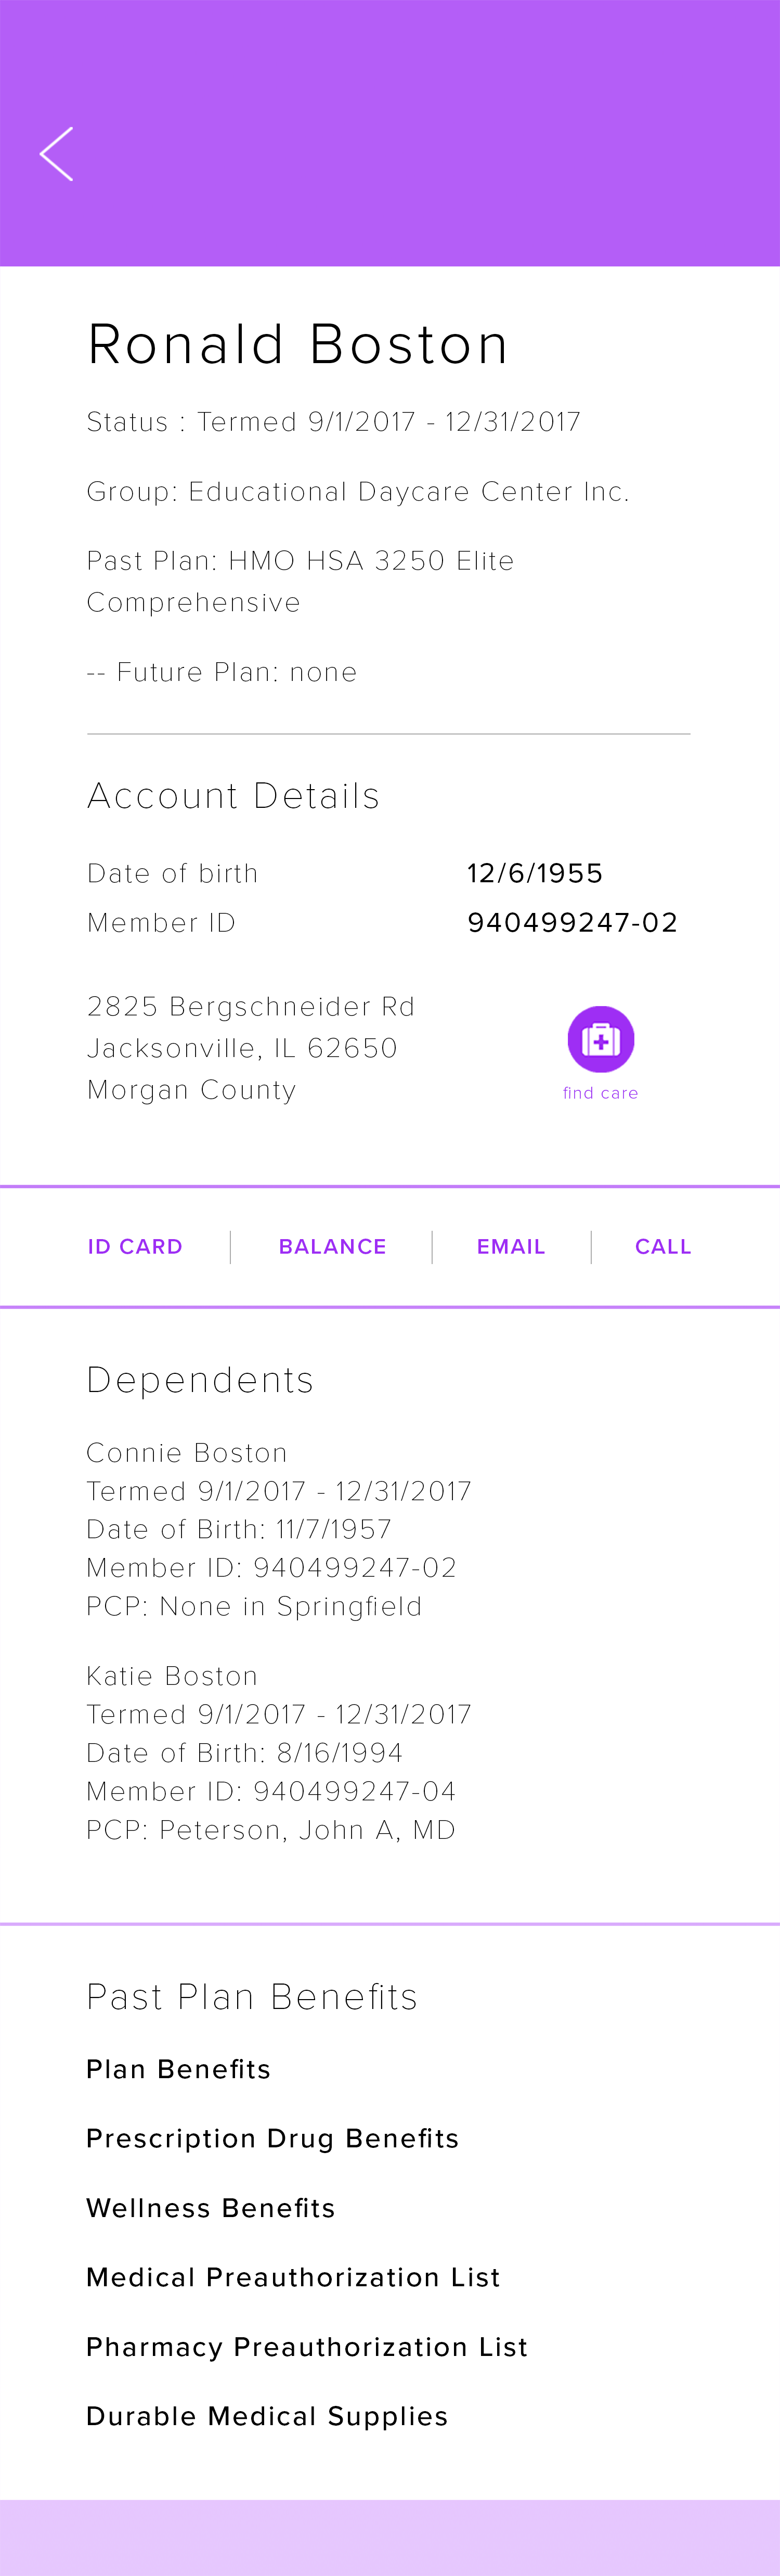 Ronald Boston
Status : Termed 9/1/2017 - 12/31/2017
Group: Educational Daycare Center Inc.
Past Plan: HMO HSA 3250 Elite
Comprehensive
-- Future Plan: none
Account Details
Date of birth 12/6/1955
Member ID 940499247-02
2825 Bergschneider Rd
Jacksonville, IL 62650
Morgan County
find care
ID CARD BALANCE EMAIL CALL
Dependents
Connie Boston
Termed 9/1/2017 - 12/31/2017
Date of Birth: 11/7/1957
Member ID: 940499247-02
PCP: None in Springfield
Katie Boston
Termed 9/1/2017 - 12/31/2017
Date of Birth: 8/16/1994
Member ID: 940499247-04
PCP: Peterson, John A, MD
Past Plan Benefits
Plan Benefits
Prescription Drug Benefits
Wellness Benefits
Medical Preauthorization List
Pharmacy Preauthorization List
Durable Medical Supplies